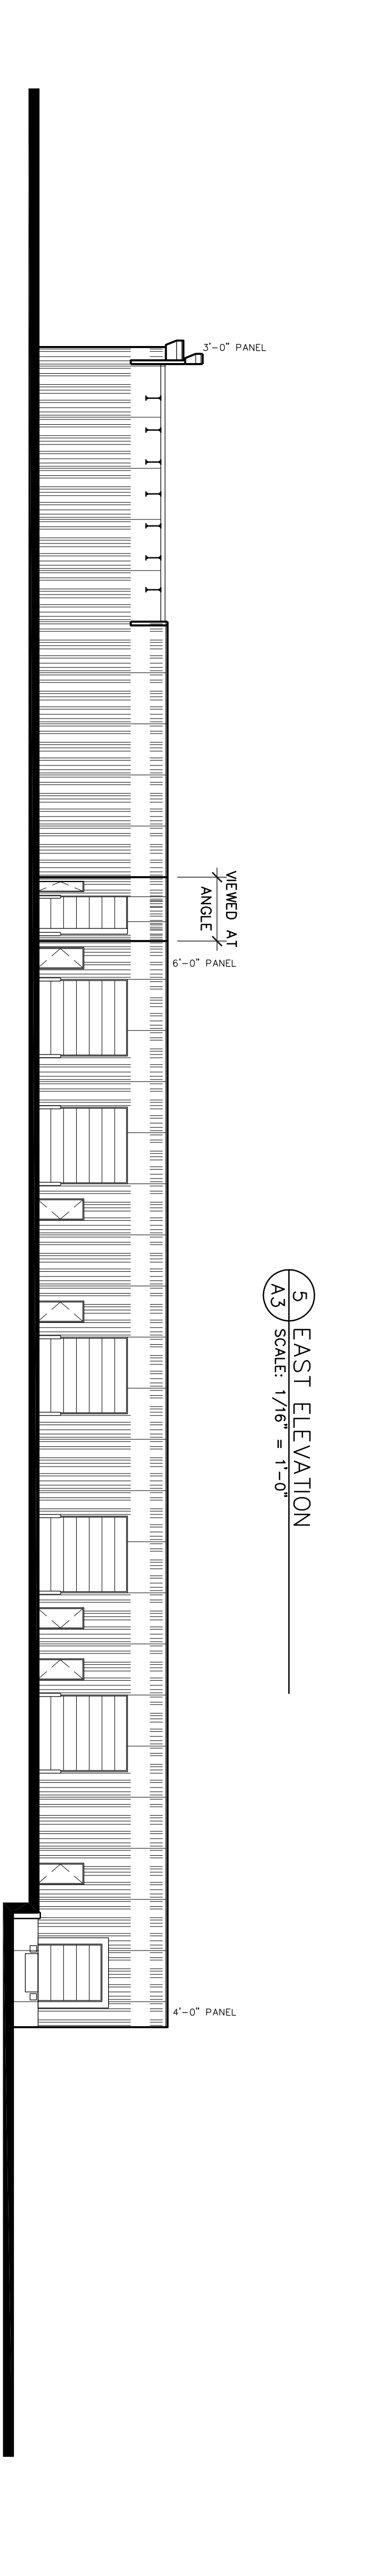 3'-0" PANEL
VIEWED AT
ANGLE
6'-0" PANEL
5
A3
EAST ELEVATION
SCALE: 1/16" = 1'-0"
4'-0" PANEL